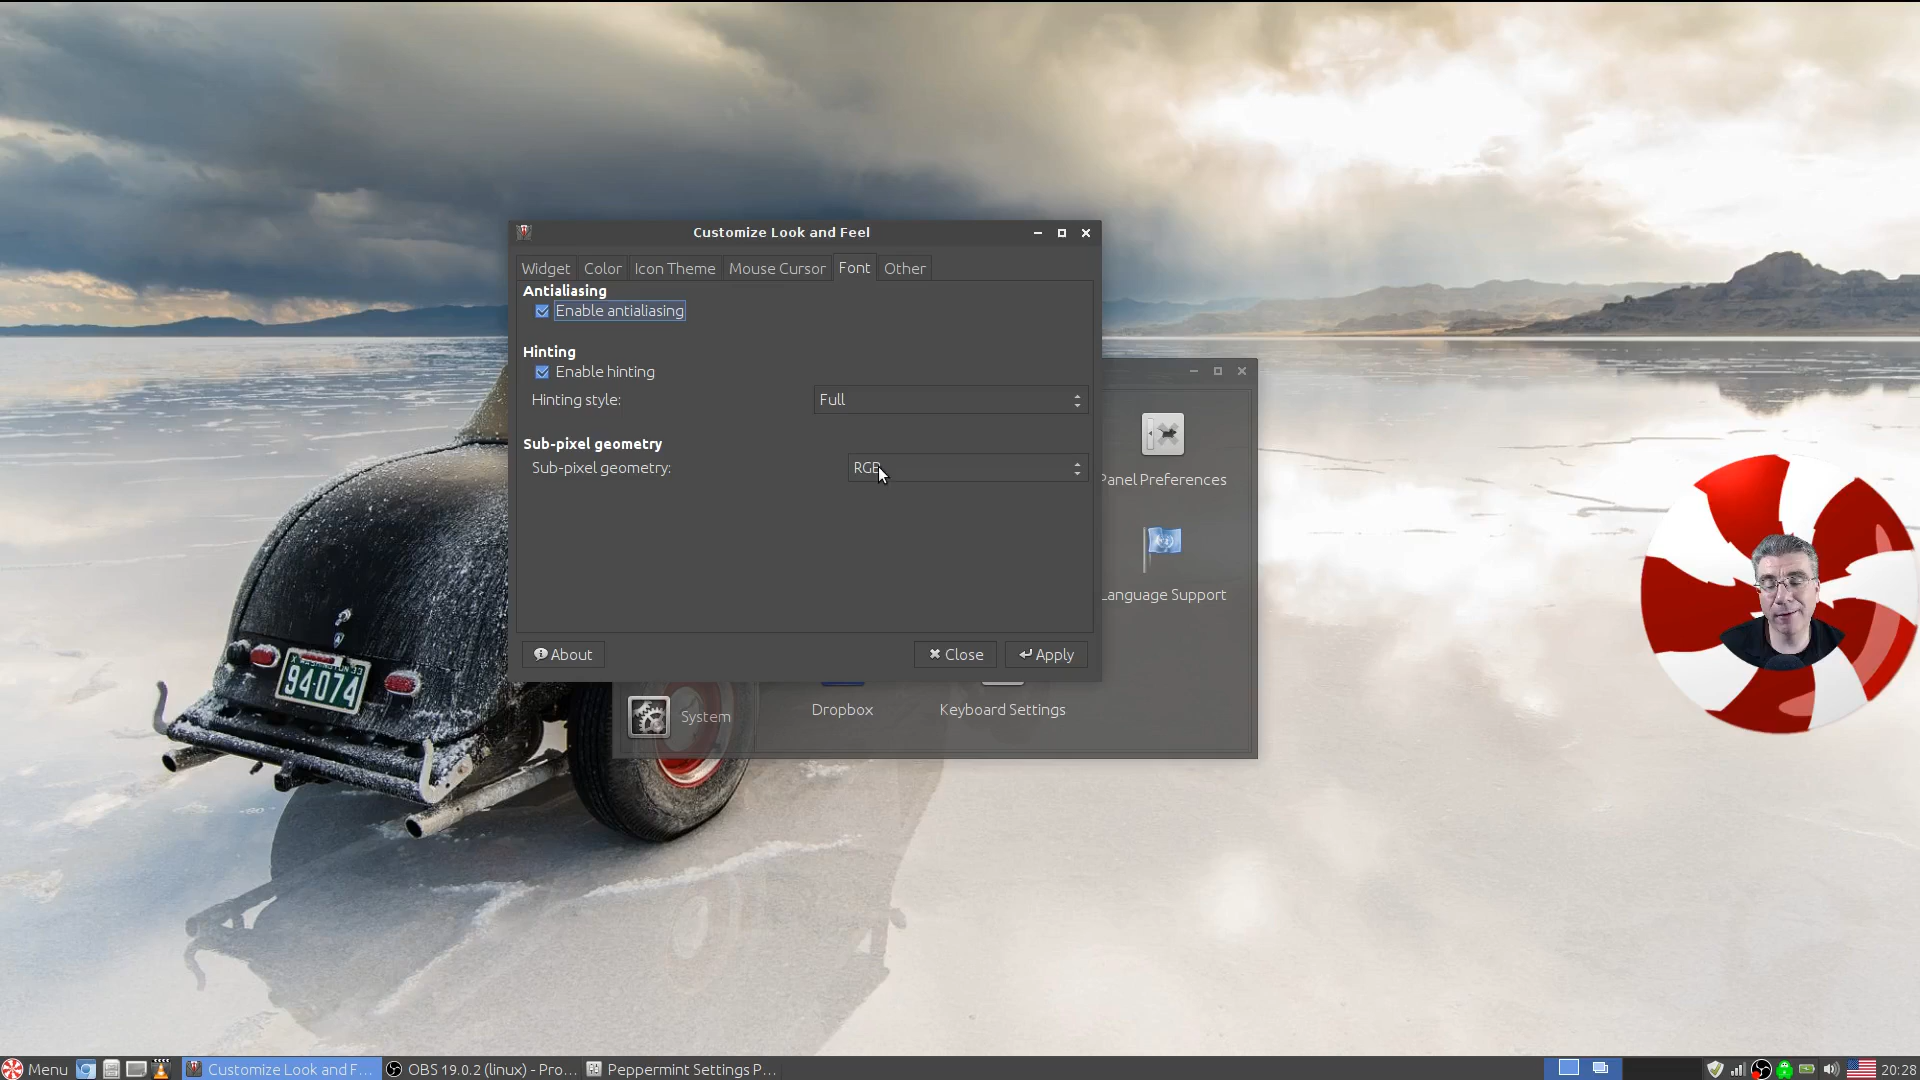 Customize Look and Feel
Widget Color Icon Theme Mouse Cursor Font Other
Antialiasing
Enable antialiasing
Hinting
Enable hinting
Hinting style: Full
Sub-pixel geometry
Sub-pixel geometry: RGB
About Close Apply
Panel Preferences
Language Support
System
Dropbox
Keyboard Settings
94·074
Menu
Customize Look and F...
OBS 19.0.2 (linux) - Pro...
Peppermint Settings P...
20:28